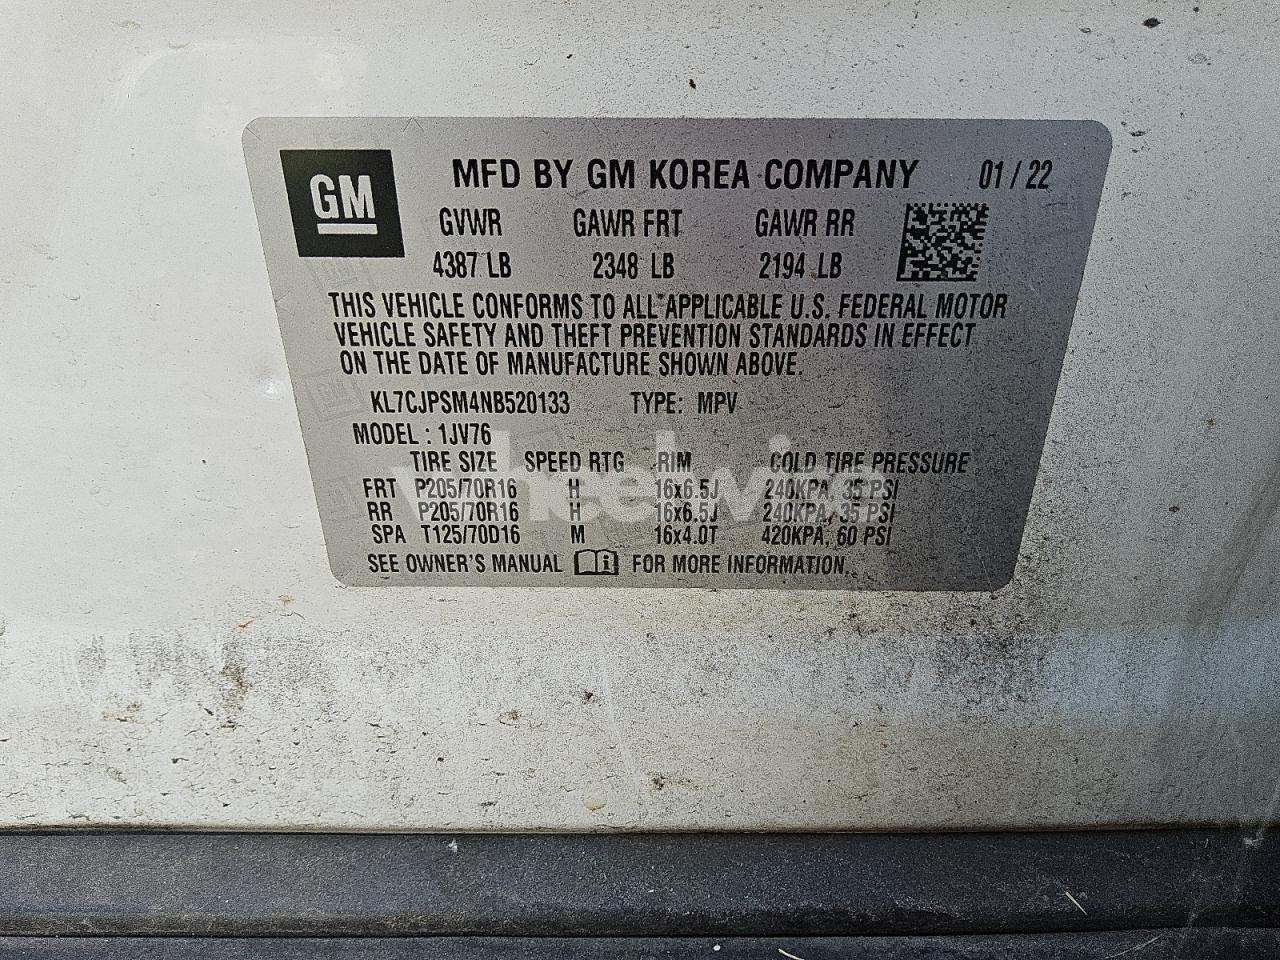 GM MFD BY GM KOREA COMPANY 01/22
GVWR GAWR FRT GAWR RR
4387 LB 2348 LB 2194 LB
THIS VEHICLE CONFORMS TO ALL APPLICABLE U.S. FEDERAL MOTOR
VEHICLE SAFETY AND THEFT PREVENTION STANDARDS IN EFFECT
ON THE DATE OF MANUFACTURE SHOWN ABOVE.
KL7CJPSM4NB520133 TYPE: MPV
MODEL : 1JV76
TIRE SIZE SPEED RTG RIM COLD TIRE PRESSURE
FRT P205/70R16 H 16x6.5J 240KPA, 35 PSI
RR P205/70R16 H 16x6.5J 240KPA, 35 PSI
SPA T125/70D16 M 16x4.0T 420KPA, 60 PSI
SEE OWNER'S MANUAL FOR MORE INFORMATION.
wheelwise